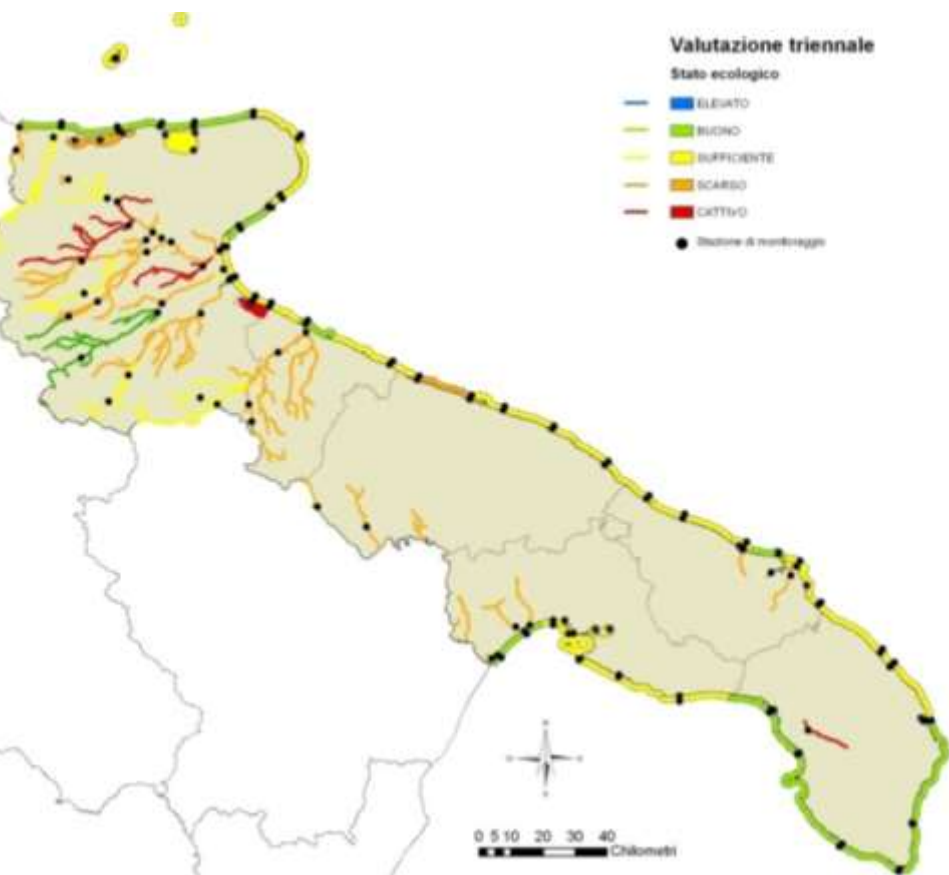 Valutazione triennale
Stato ecologico
ELEVATO
BUONO
SUFFICIENTE
SCARSO
CATTIVO
Stazione di monitoraggio
0 5 10 20 30 40
Chilometri